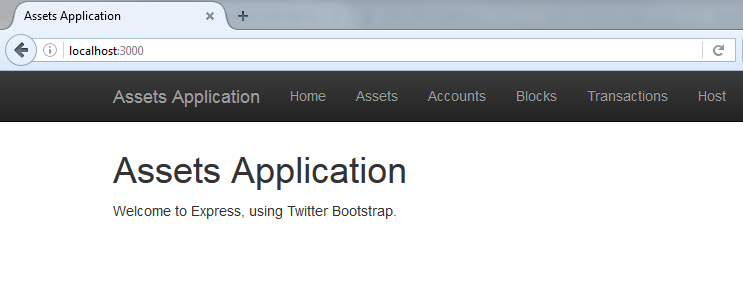 Assets Application
localhost:3000
Assets Application Home Assets Accounts Blocks Transactions Host
Assets Application
Welcome to Express, using Twitter Bootstrap.